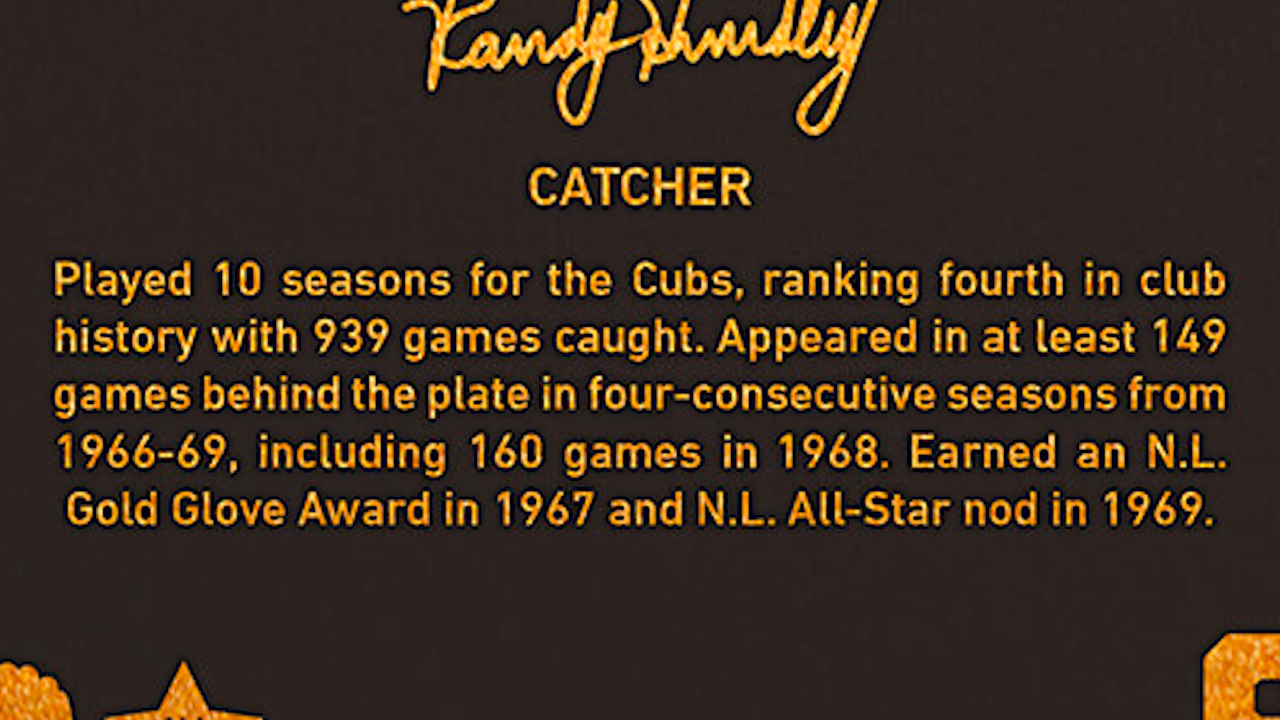 Randy Hundley
CATCHER
Played 10 seasons for the Cubs, ranking fourth in club
history with 939 games caught. Appeared in at least 149
games behind the plate in four-consecutive seasons from
1966-69, including 160 games in 1968. Earned an N.L.
Gold Glove Award in 1967 and N.L. All-Star nod in 1969.